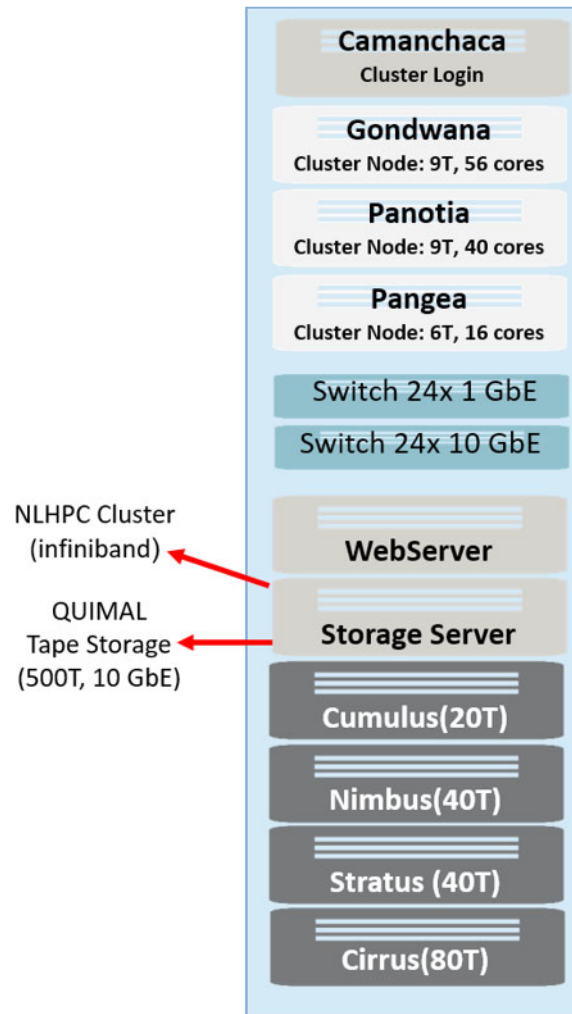 Camanchaca
Cluster Login
Gondwana
Cluster Node: 9T, 56 cores
Panotia
Cluster Node: 9T, 40 cores
Pangea
Cluster Node: 6T, 16 cores
Switch 24x 1 GbE
Switch 24x 10 GbE
NLHPC Cluster
(infiniband)
WebServer
QUIMAL
Tape Storage
(500T, 10 GbE)
Storage Server
Cumulus(20T)
Nimbus(40T)
Stratus (40T)
Cirrus(80T)